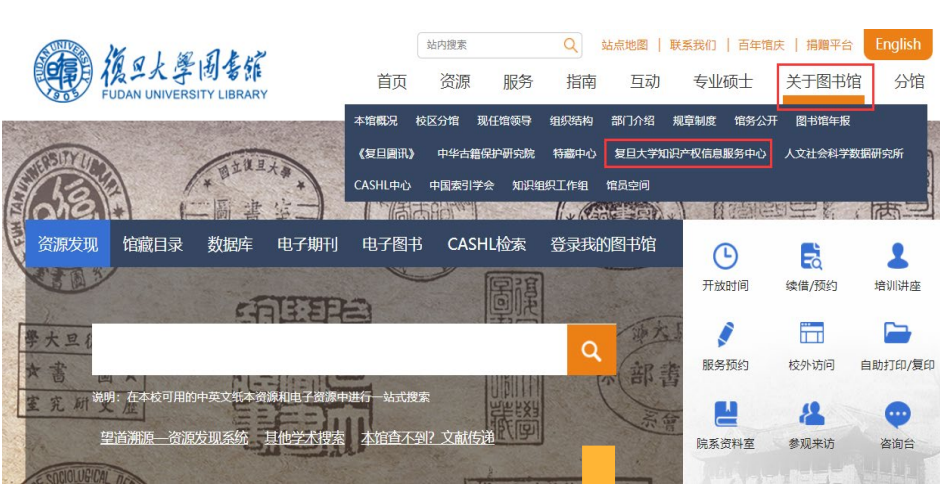 站内搜索
站点地图 | 联系我们 | 百年馆庆 | 捐赠平台
English
復旦大學圖書館
FUDAN UNIVERSITY LIBRARY
首页 资源 服务 指南 互动 专业硕士 关于图书馆 分馆
本馆概况 校区分馆 现任馆领导 组织结构 部门介绍 规章制度 馆务公开 图书馆年报
《复旦圕讯》 中华古籍保护研究院 特藏中心 复旦大学知识产权信息服务中心 人文社会科学数据研究所
CASHL中心 中国索引学会 知识组织工作组 馆员空间
资源发现 馆藏目录 数据库 电子期刊 电子图书 CASHL检索 登录我的图书馆
说明：在本校可用的中英文纸本资源和电子资源中进行一站式搜索
望道溯源—资源发现系统 其他学术搜索 本馆查不到？文献传递
开放时间 续借/预约 培训讲座
服务预约 校外访问 自助打印/复印
院系资料室 参观来访 咨询台